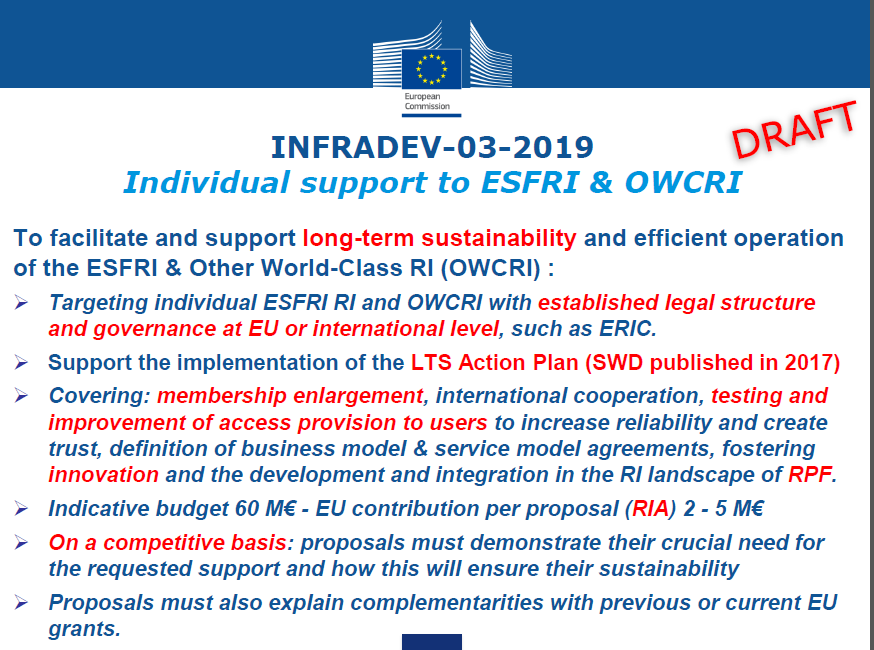 European
Commission
DRAFT
INFRADEV-03-2019
Individual support to ESFRI & OWCRI
To facilitate and support long-term sustainability and efficient operation
of the ESFRI & Other World-Class RI (OWCRI) :
➢ Targeting individual ESFRI RI and OWCRI with established legal structure
and governance at EU or international level, such as ERIC.
➢ Support the implementation of the LTS Action Plan (SWD published in 2017)
➢ Covering: membership enlargement, international cooperation, testing and
improvement of access provision to users to increase reliability and create
trust, definition of business model & service model agreements, fostering
innovation and the development and integration in the RI landscape of RPF.
➢ Indicative budget 60 M€ - EU contribution per proposal (RIA) 2 - 5 M€
➢ On a competitive basis: proposals must demonstrate their crucial need for
the requested support and how this will ensure their sustainability
➢ Proposals must also explain complementarities with previous or current EU
grants.